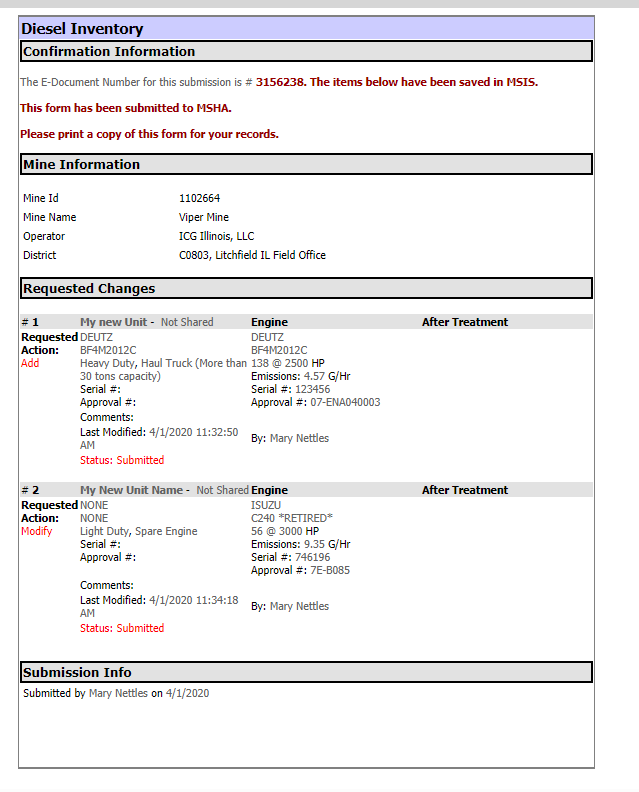 Diesel Inventory
Confirmation Information
The E-Document Number for this submission is # 3156238. The items below have been saved in MSIS.
This form has been submitted to MSHA.
Please print a copy of this form for your records.
Mine Information
Mine Id 1102664
Mine Name Viper Mine
Operator ICG Illinois, LLC
District C0803, Litchfield IL Field Office
Requested Changes
# 1 My new Unit - Not Shared Engine After Treatment
Requested DEUTZ DEUTZ
Action: BF4M2012C BF4M2012C
Add Heavy Duty, Haul Truck (More than 138 @ 2500 HP
30 tons capacity) Emissions: 4.57 G/Hr
Serial #: Serial #: 123456
Approval #: Approval #: 07-ENA040003
Comments:
Last Modified: 4/1/2020 11:32:50
AM By: Mary Nettles
Status: Submitted
# 2 My New Unit Name - Not Shared Engine After Treatment
Requested NONE ISUZU
Action: NONE C240 *RETIRED*
Modify Light Duty, Spare Engine 56 @ 3000 HP
Serial #: Emissions: 9.35 G/Hr
Approval #: Serial #: 746196
Approval #: 7E-B085
Comments:
Last Modified: 4/1/2020 11:34:18
AM By: Mary Nettles
Status: Submitted
Submission Info
Submitted by Mary Nettles on 4/1/2020